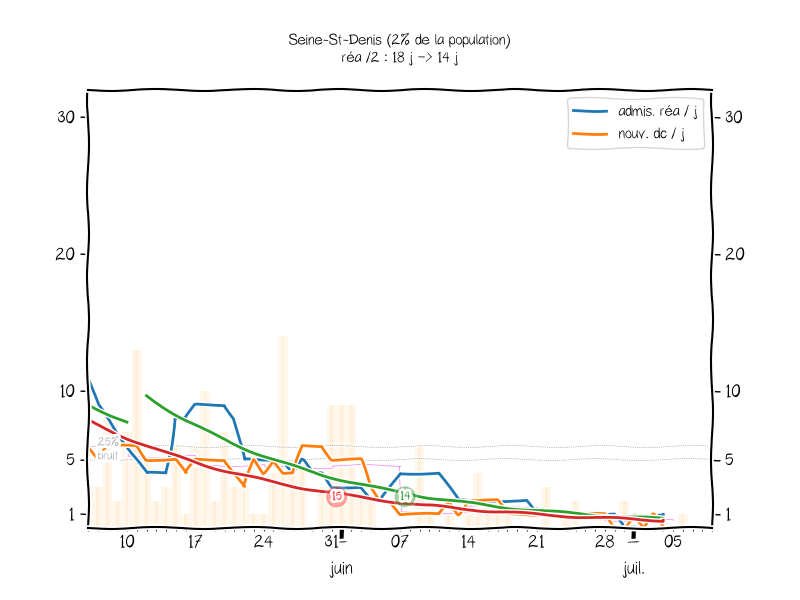 Seine-St-Denis (2% de la population)
réa /2 : 18 j -> 14 j
admis. réa / j
nouv. dc / j
30
30
20
20
10
10
25%
bruit
5
5
15
14
1
1
10 17 24 31 07 14 21 28 05
juin juil.